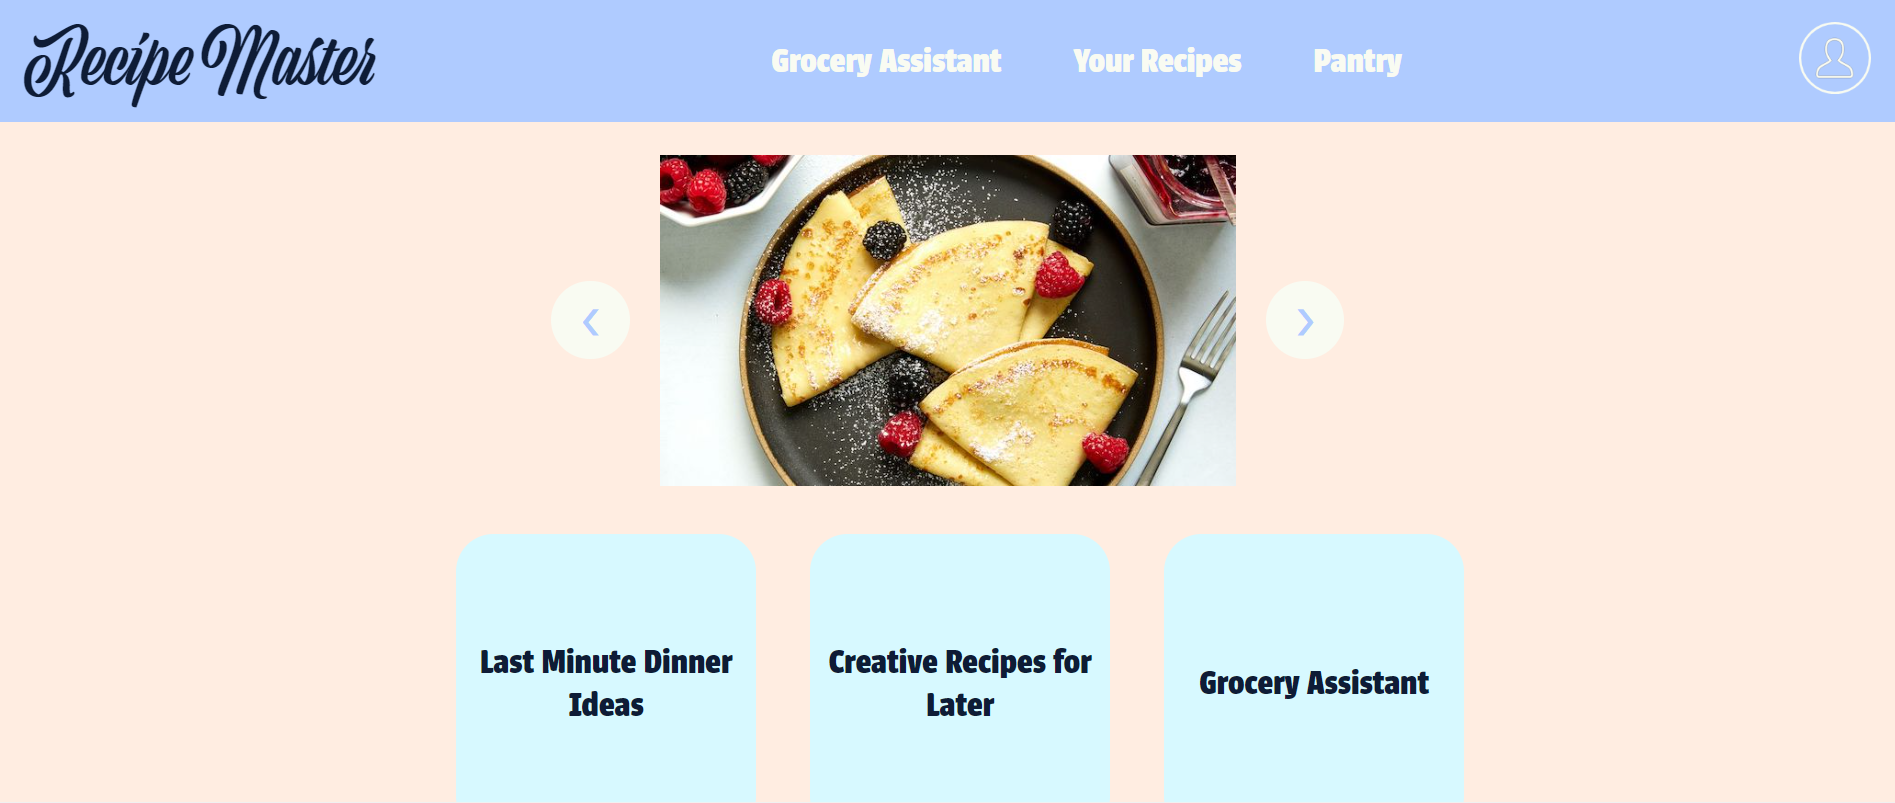 Recipe Master
Grocery Assistant
Your Recipes
Pantry
Last Minute Dinner
Ideas
Creative Recipes for
Later
Grocery Assistant